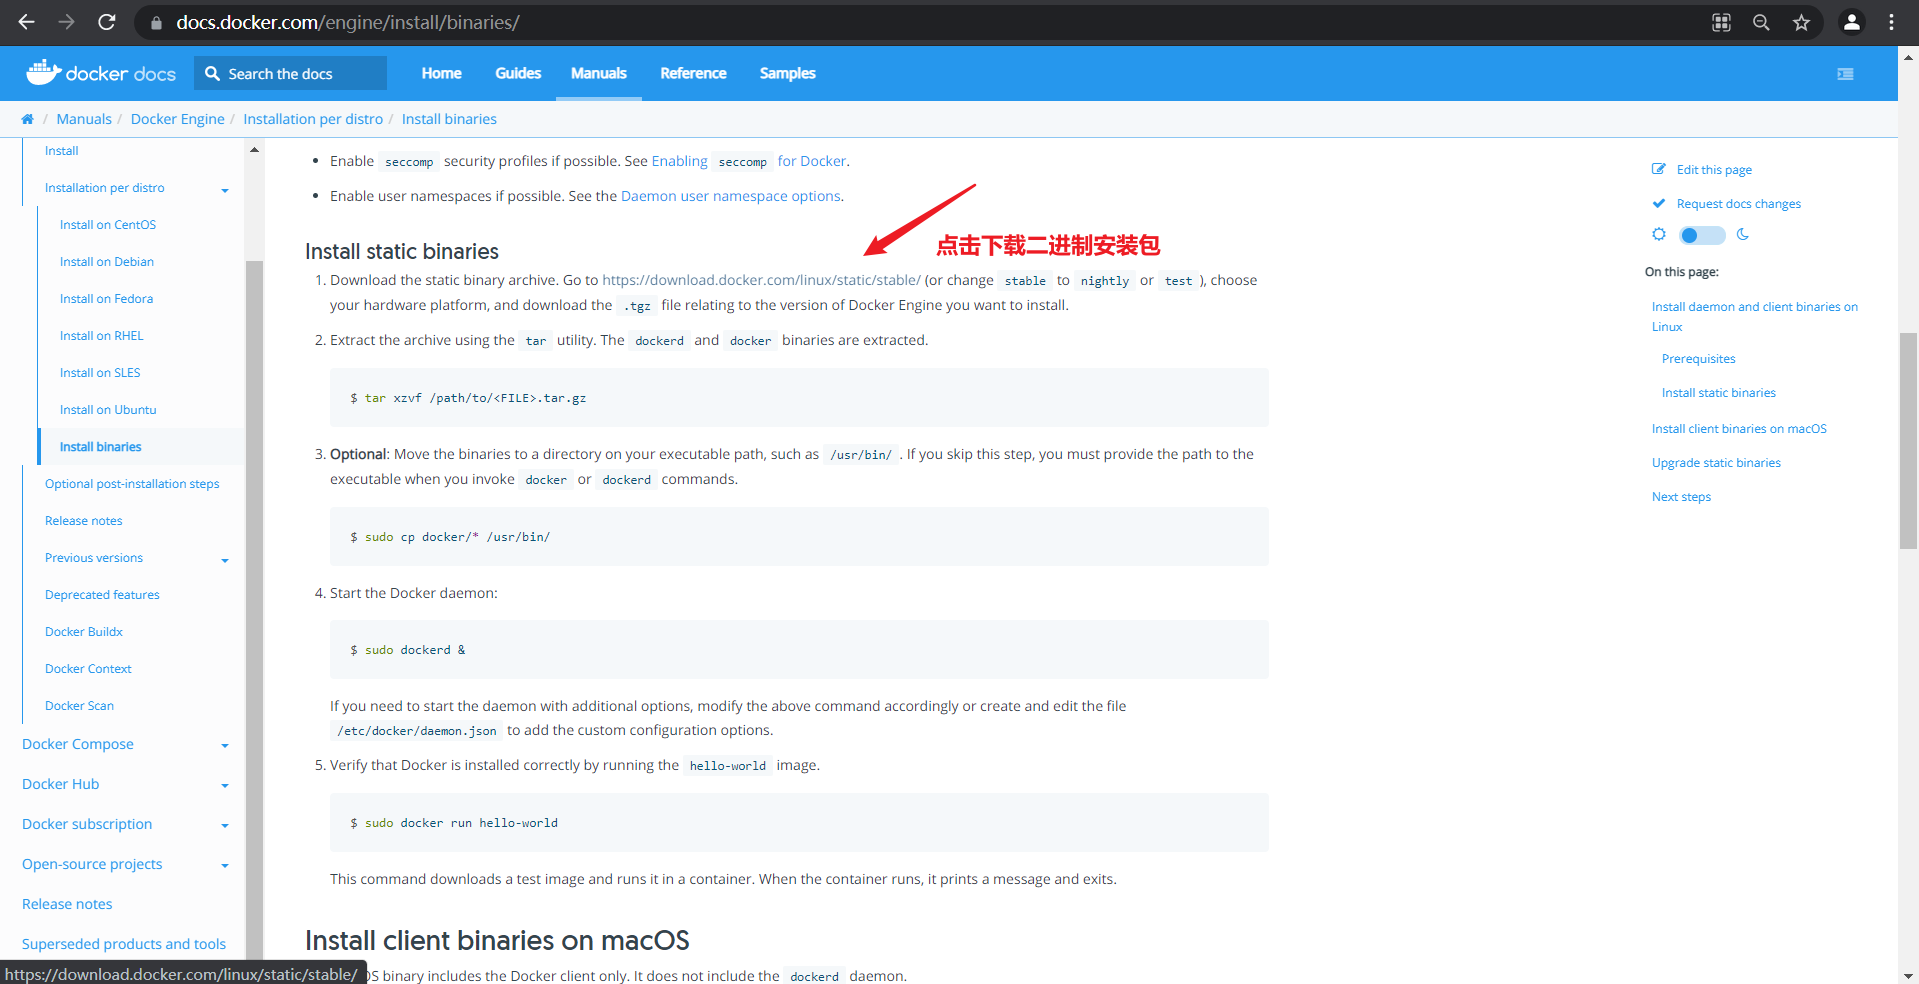 docs.docker.com/engine/install/binaries/
docker docs
Search the docs
Home
Guides
Manuals
Reference
Samples
/ Manuals / Docker Engine / Installation per distro / Install binaries
Install
Installation per distro
Install on CentOS
Install on Debian
Install on Fedora
Install on RHEL
Install on SLES
Install on Ubuntu
Install binaries
Optional post-installation steps
Release notes
Previous versions
Deprecated features
Docker Buildx
Docker Context
Docker Scan
Docker Compose
Docker Hub
Docker subscription
Open-source projects
Release notes
Superseded products and tools
https://download.docker.com/linux/static/stable/
• Enable seccomp security profiles if possible. See Enabling seccomp for Docker.
• Enable user namespaces if possible. See the Daemon user namespace options.
点击下载二进制安装包
Install static binaries
1. Download the static binary archive. Go to https://download.docker.com/linux/static/stable/ (or change stable to nightly or test ), choose
your hardware platform, and download the .tgz file relating to the version of Docker Engine you want to install.
2. Extract the archive using the tar utility. The dockerd and docker binaries are extracted.
$ tar xzvf /path/to/<FILE>.tar.gz
3. Optional: Move the binaries to a directory on your executable path, such as /usr/bin/ . If you skip this step, you must provide the path to the
executable when you invoke docker or dockerd commands.
$ sudo cp docker/* /usr/bin/
4. Start the Docker daemon:
$ sudo dockerd &
If you need to start the daemon with additional options, modify the above command accordingly or create and edit the file
/etc/docker/daemon.json to add the custom configuration options.
5. Verify that Docker is installed correctly by running the hello-world image.
$ sudo docker run hello-world
This command downloads a test image and runs it in a container. When the container runs, it prints a message and exits.
Install client binaries on macOS
OS binary includes the Docker client only. It does not include the dockerd daemon.
Edit this page
Request docs changes
On this page:
Install daemon and client binaries on
Linux
Prerequisites
Install static binaries
Install client binaries on macOS
Upgrade static binaries
Next steps